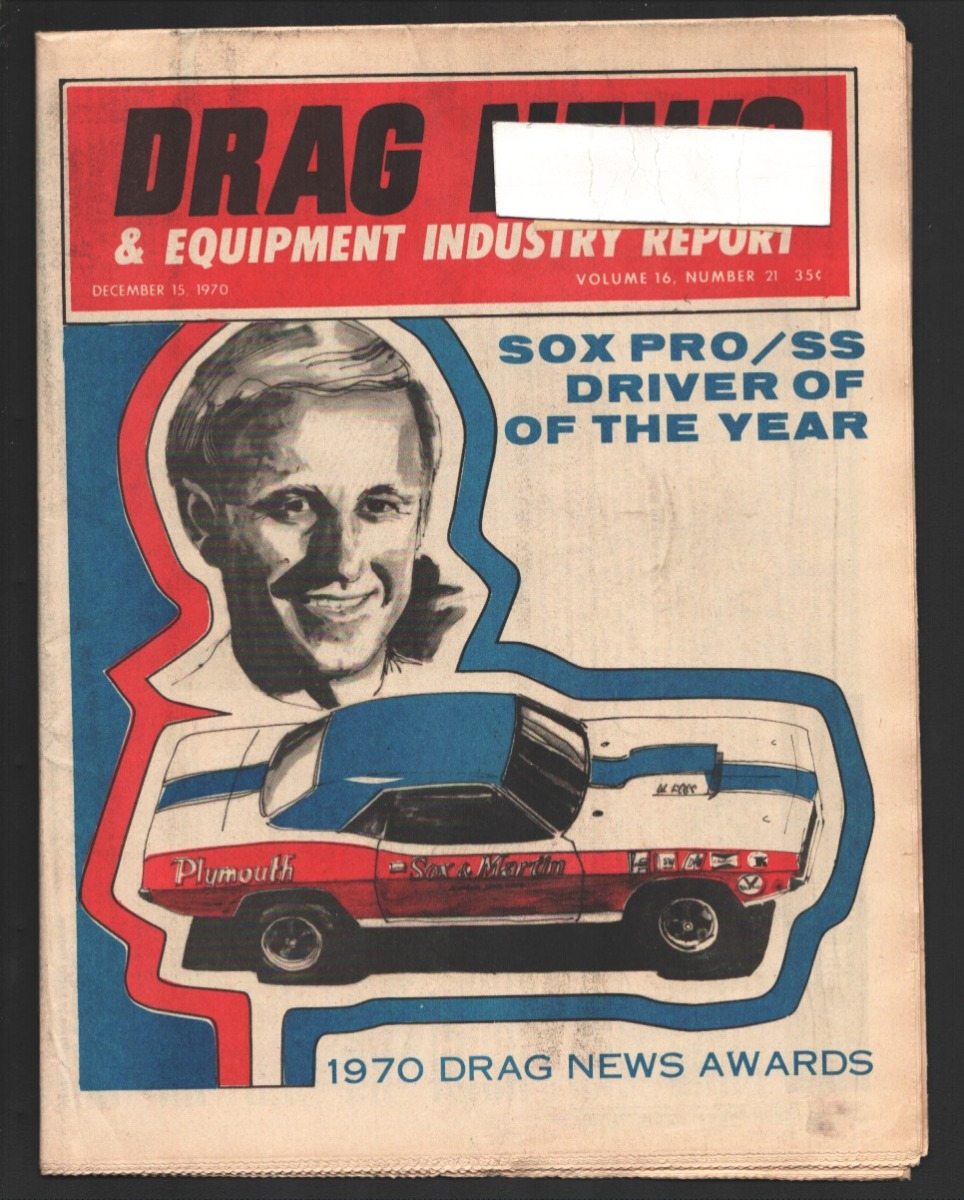 DRAG NEWS
& EQUIPMENT INDUSTRY REPORT
DECEMBER 15, 1970
VOLUME 16, NUMBER 21 35¢
SOX PRO/SS
DRIVER OF
OF THE YEAR
Plymouth
Sox & Martin
1970 DRAG NEWS AWARDS